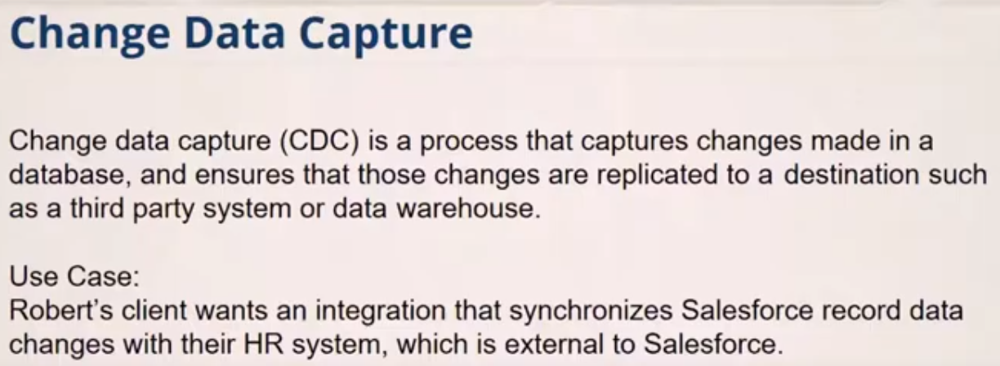 Change Data Capture
Change data capture (CDC) is a process that captures changes made in a
database, and ensures that those changes are replicated to a destination such
as a third party system or data warehouse.
Use Case:
Robert's client wants an integration that synchronizes Salesforce record data
changes with their HR system, which is external to Salesforce.